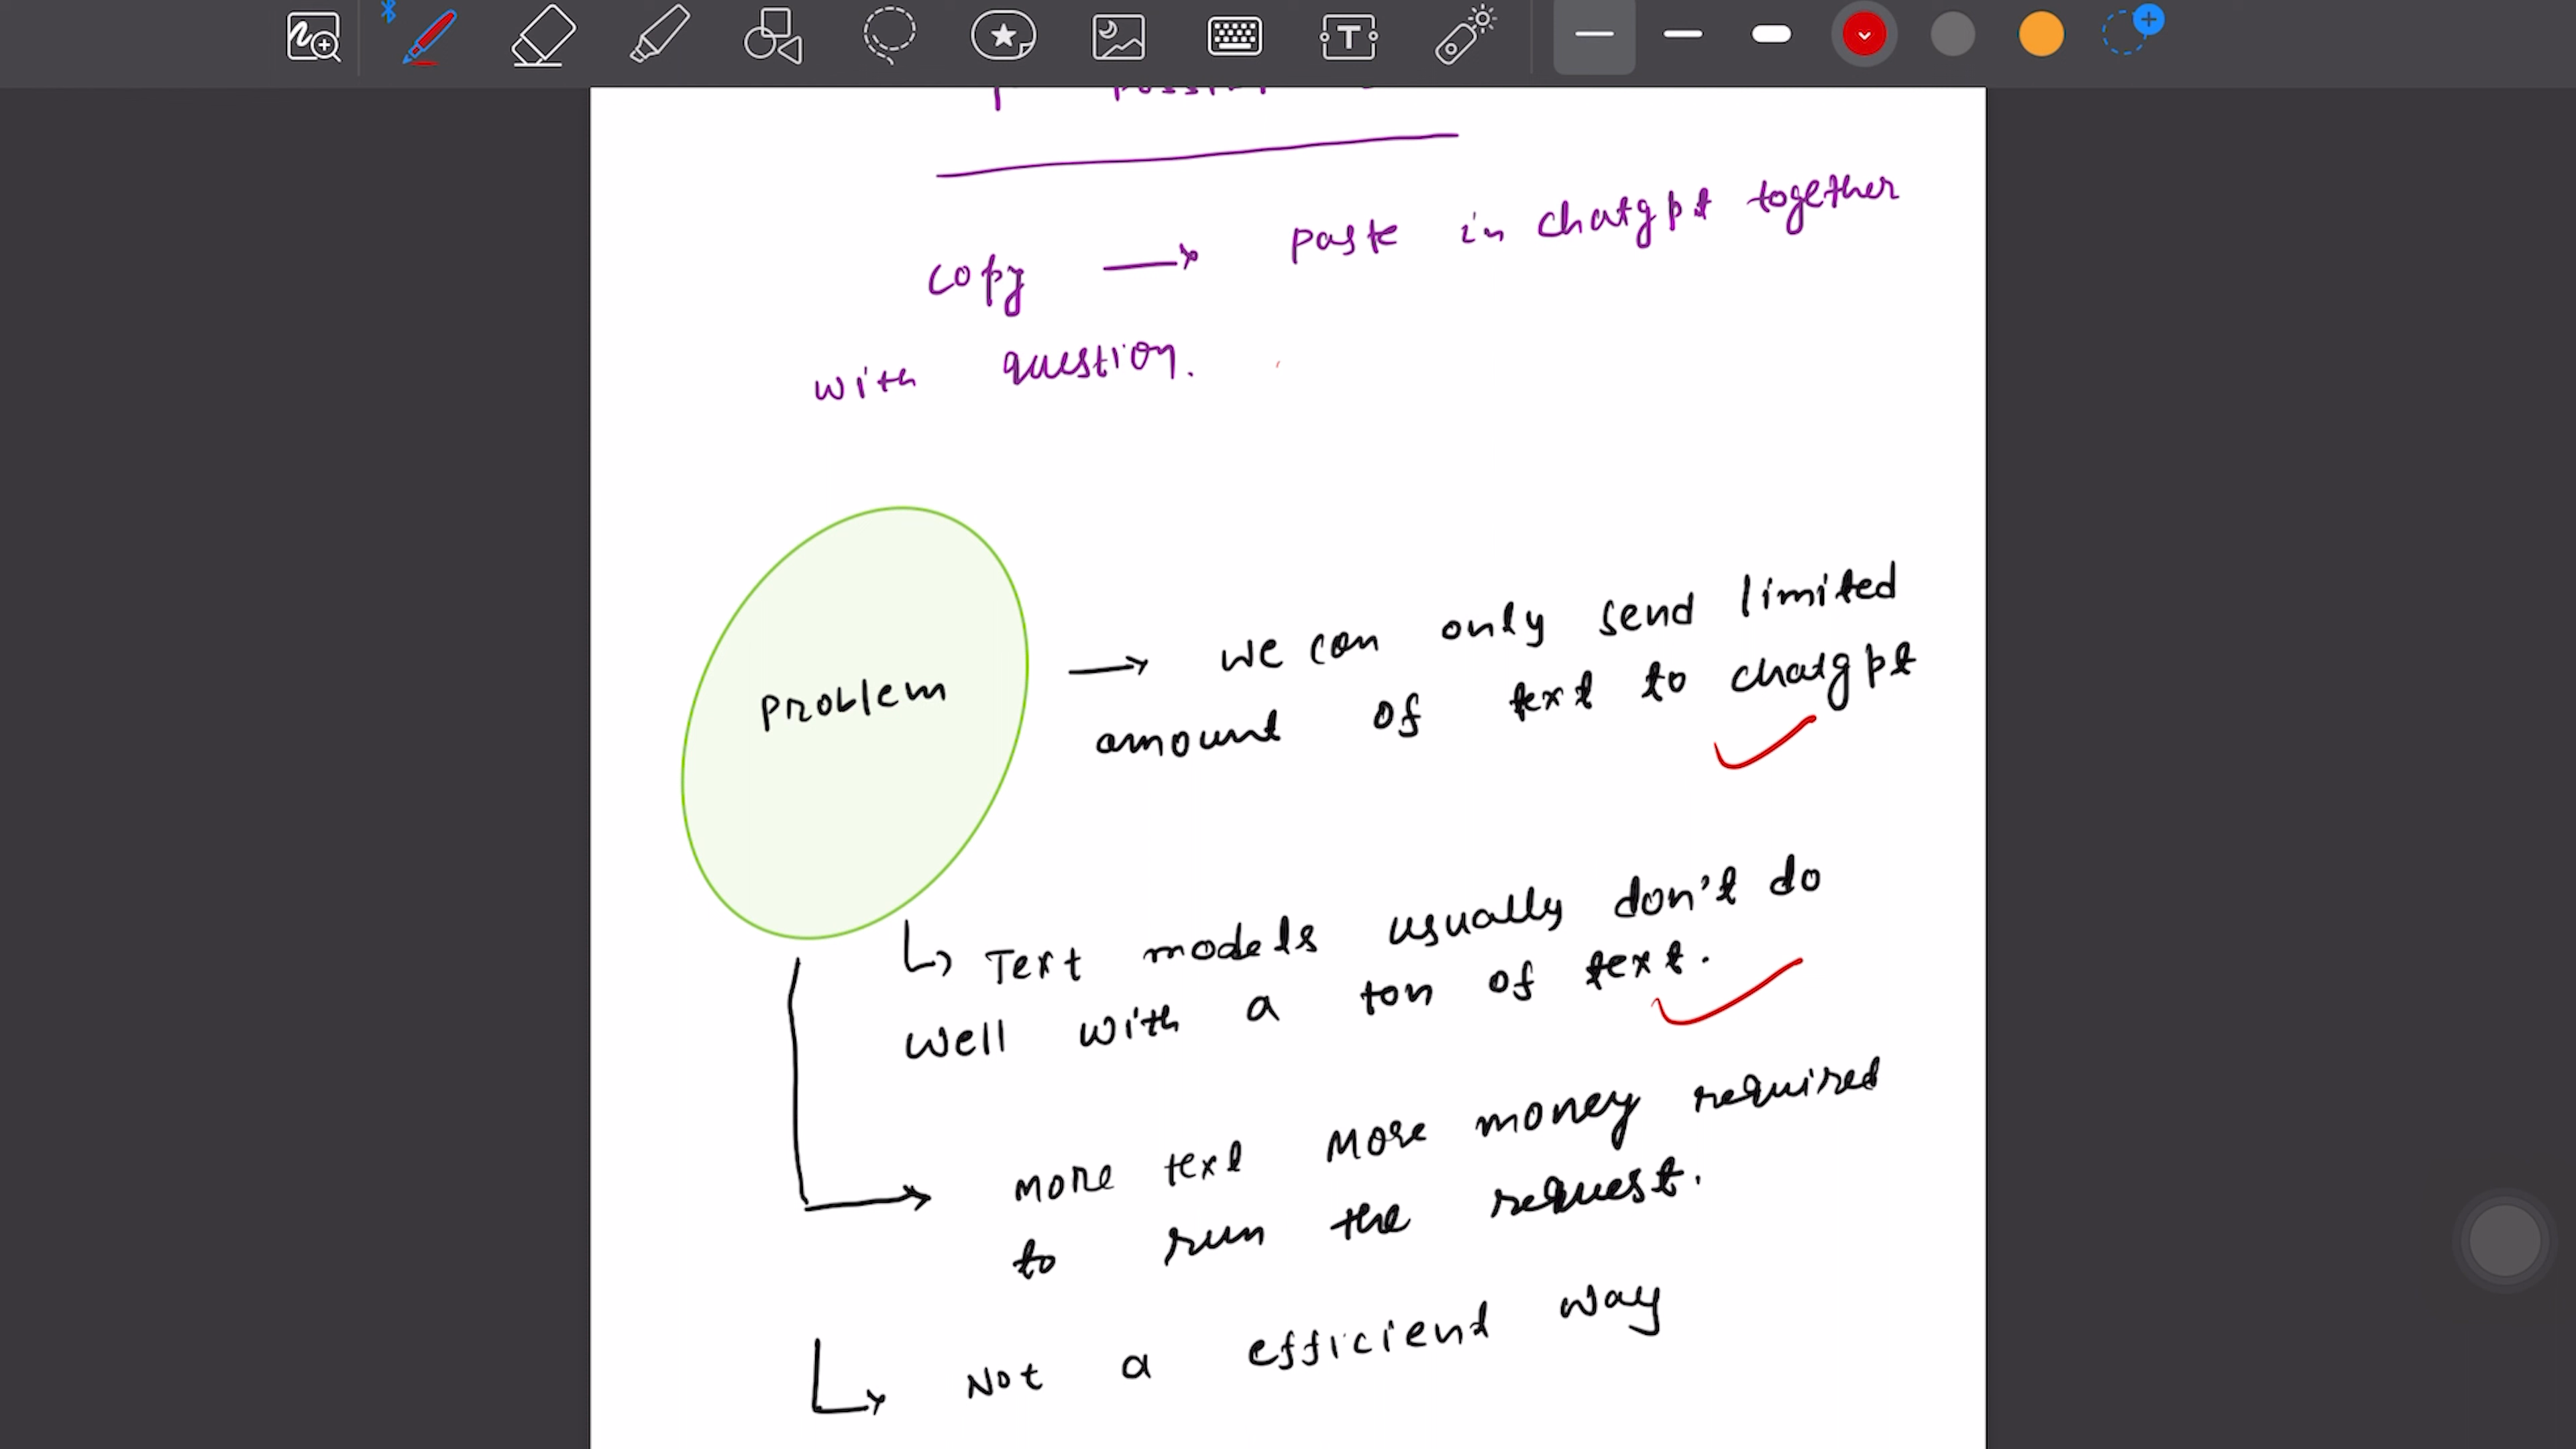 copy → paste in chatgpt together
with question.
problem
→ we can only send limited
amount of text to chatgpt
↳ Text models usually don't do
well with a ton of text.
→ more text more money required
to run the request.
↳ Not a efficient way